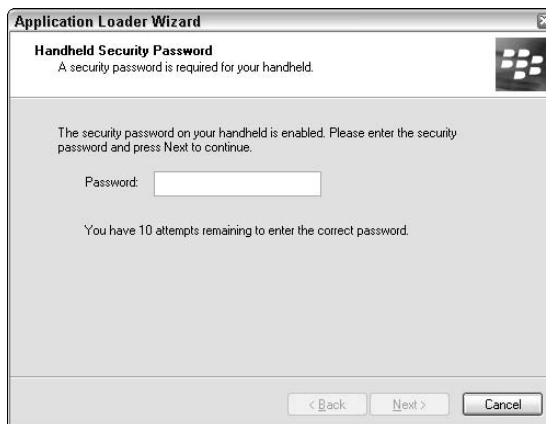 Application Loader Wizard
Handheld Security Password
A security password is required for your handheld.
The security password on your handheld is enabled. Please enter the security
password and press Next to continue.
Password:
You have 10 attempts remaining to enter the correct password.
< Back Next > Cancel